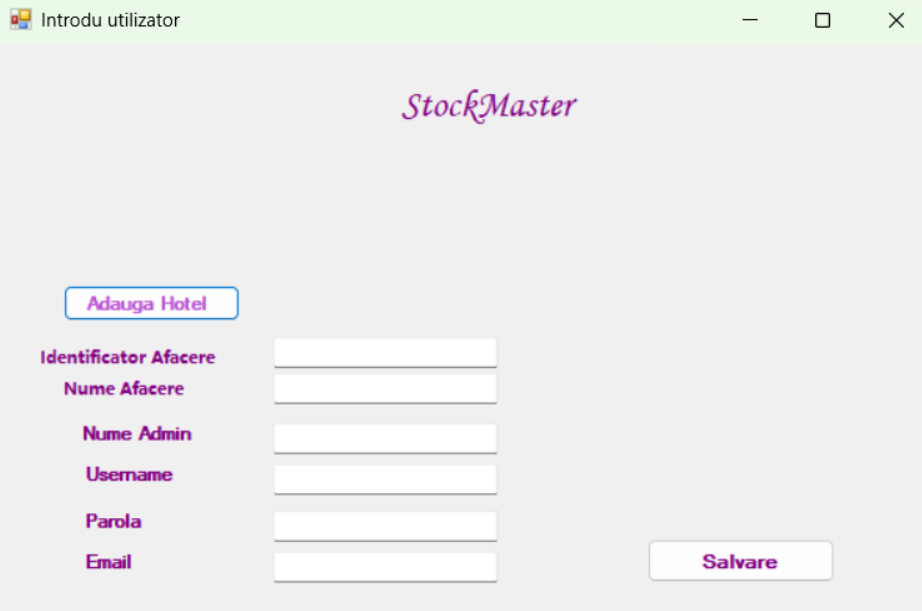 Introdu utilizator
StockMaster
Adauga Hotel
Identificator Afacere
Nume Afacere
Nume Admin
Username
Parola
Email
Salvare